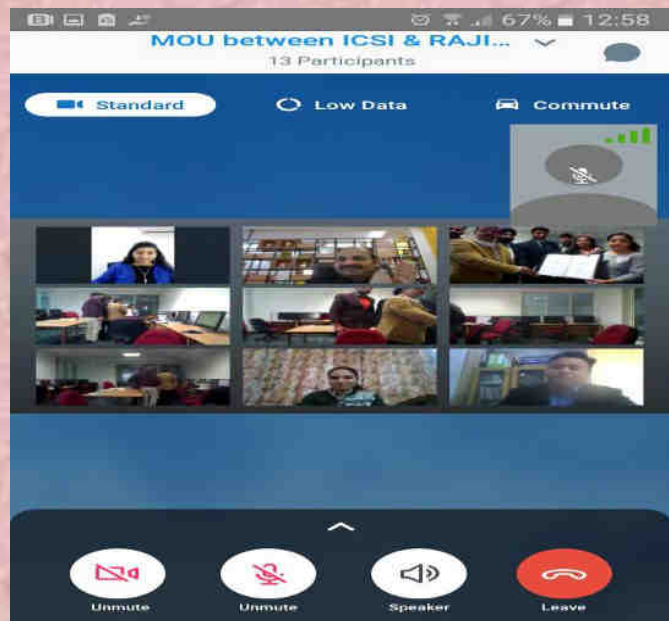 67% 12:58
MOU between ICSI & RAJI...
13 Participants
Standard Low Data Commute
Unmute Unmute Speaker Leave